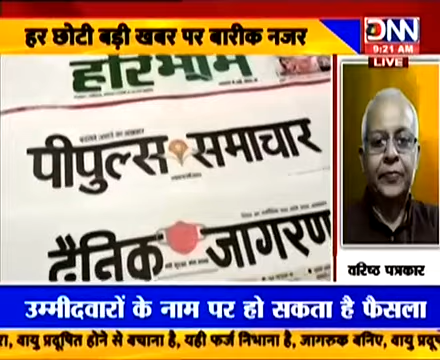 हर छोटी बड़ी खबर पर बारीक नजर
DNN
9:21 AM
LIVE
हरिभूमि
पीपुल्स समाचार
दैनिक जागरण
वरिष्ठ पत्रकार
उम्मीदवारों के नाम पर हो सकता है फैसला
रा, वायु प्रदूषित होने से बचाना है, यही फर्ज निभाना है, जागरुक बनिए, वायु प्रदू